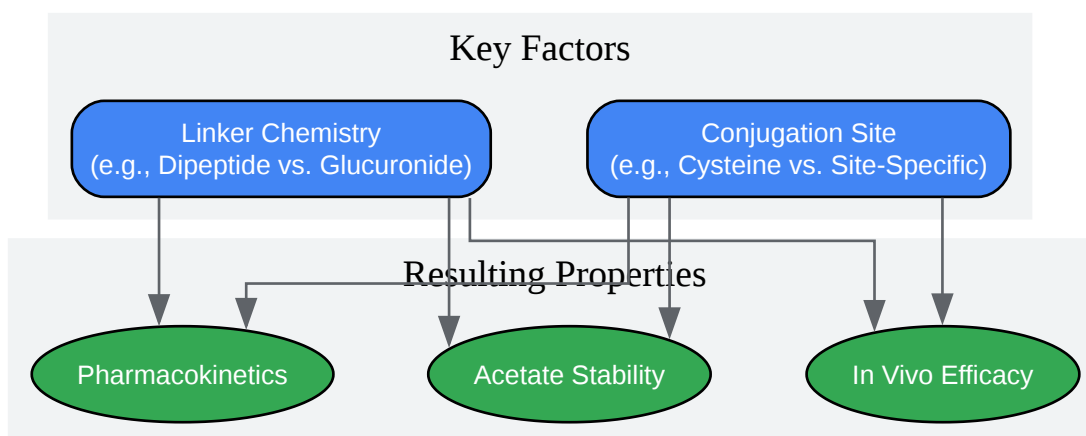 Key Factors
Linker Chemistry
(e.g., Dipeptide vs. Glucuronide)
Conjugation Site
(e.g., Cysteine vs. Site-Specific)
Resulting Properties
Pharmacokinetics
Acetate Stability
In Vivo Efficacy